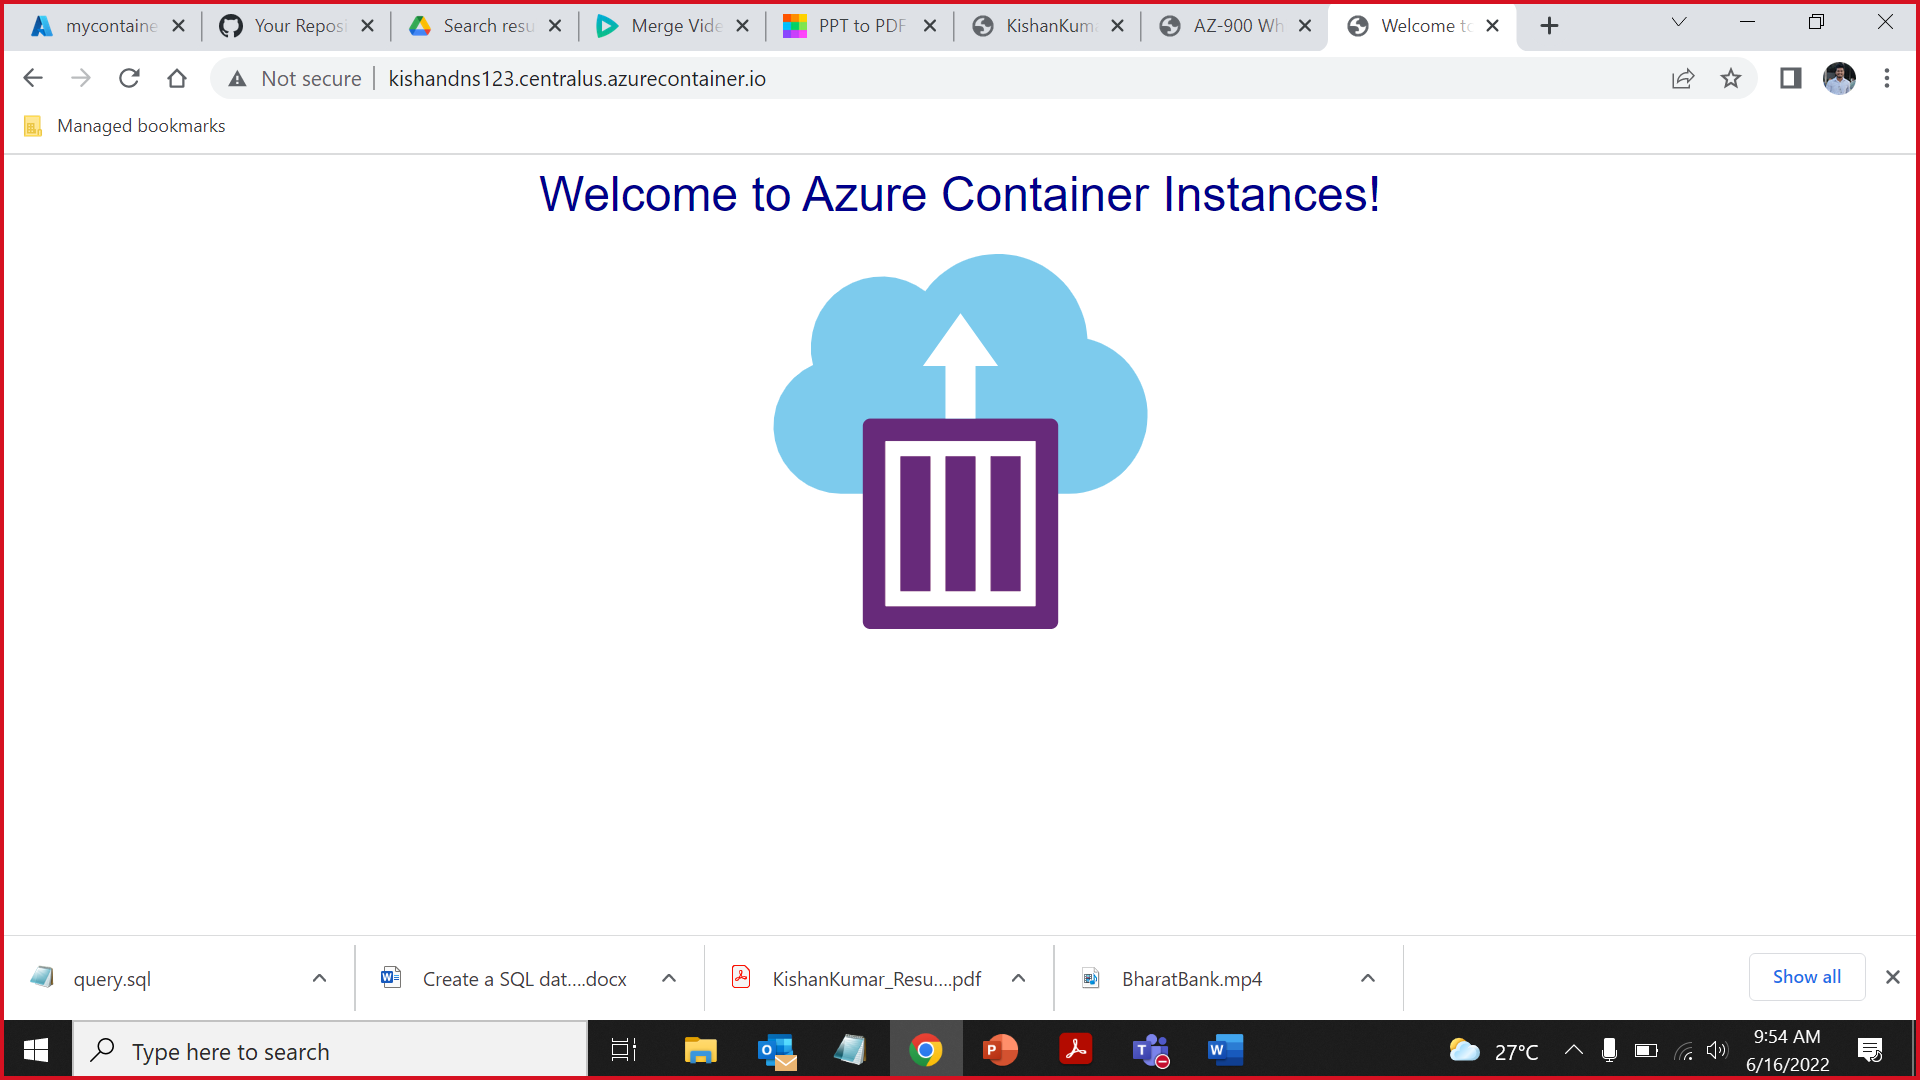 mycontaine
Your Reposi
Search resu
Merge Vide
PPT to PDF
KishanKuma
AZ-900 Wh
Welcome to
Not secure
kishandns123.centralus.azurecontainer.io
Managed bookmarks
Welcome to Azure Container Instances!
query.sql
Create a SQL dat....docx
KishanKumar_Resu....pdf
BharatBank.mp4
Show all
Type here to search
27°C
9:54 AM
6/16/2022